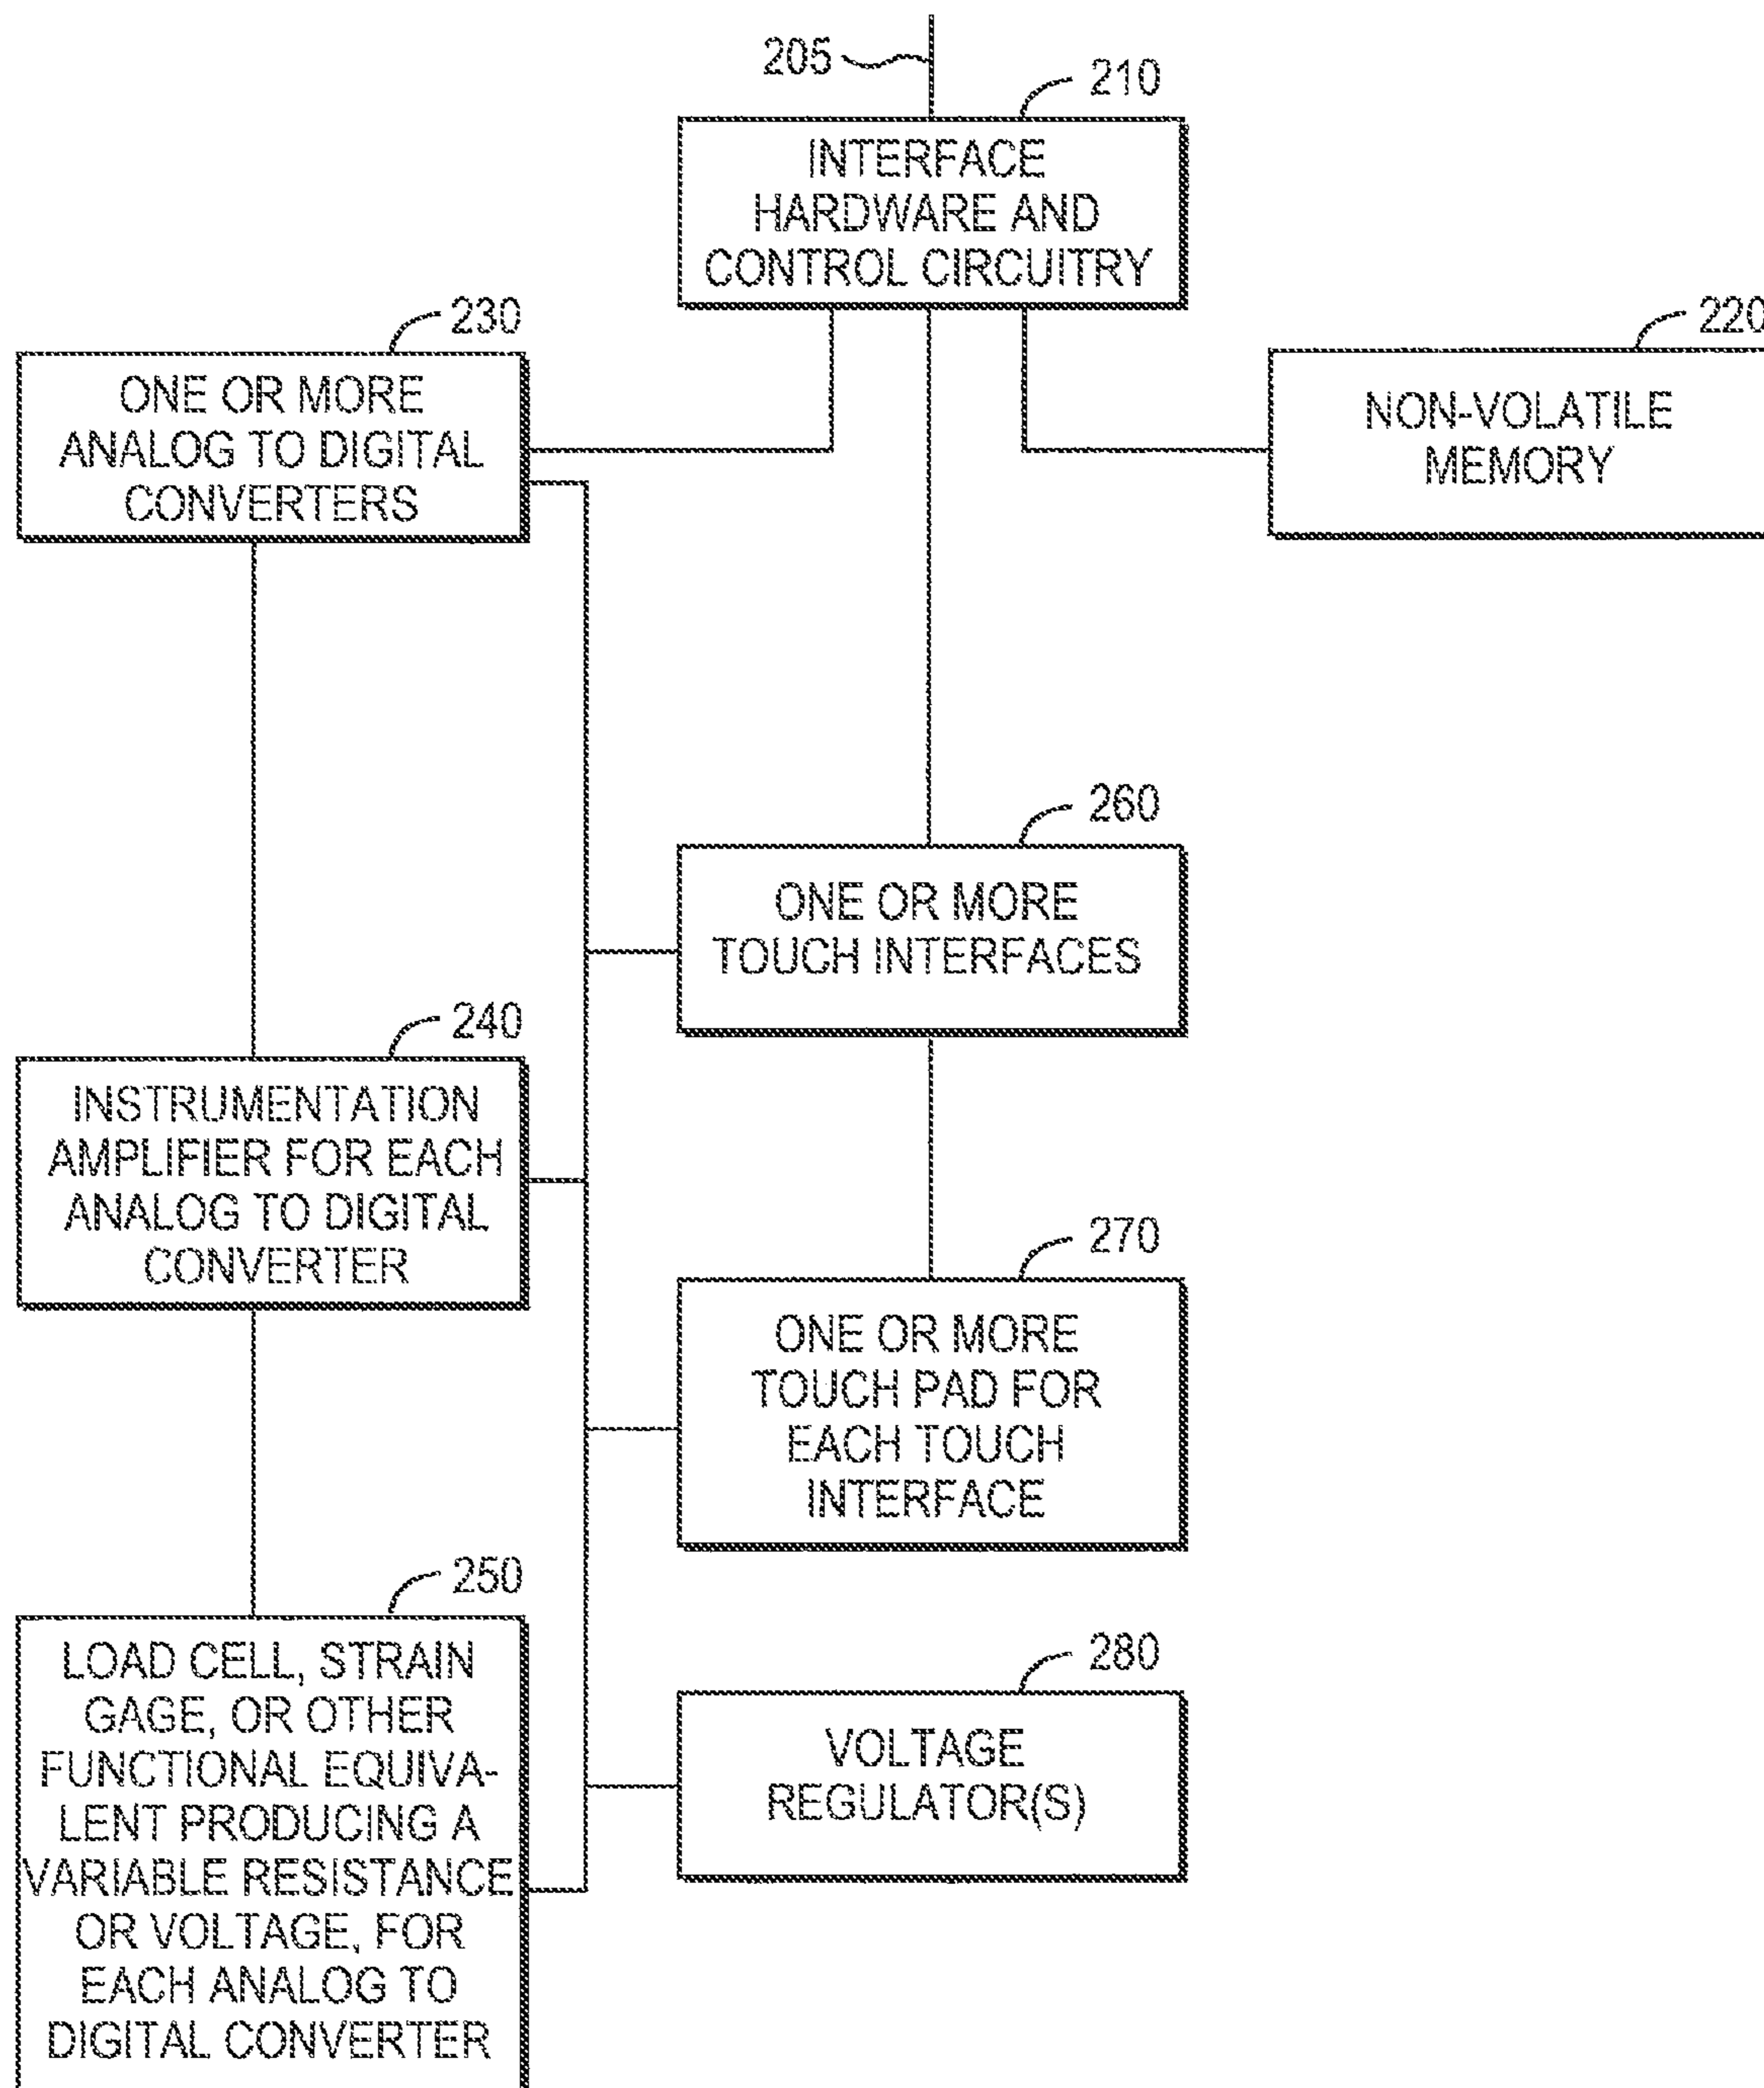 205
210
INTERFACE
HARDWARE AND
CONTROL CIRCUITRY
230
ONE OR MORE
ANALOG TO DIGITAL
CONVERTERS
220
NON-VOLATILE
MEMORY
260
ONE OR MORE
TOUCH INTERFACES
240
INSTRUMENTATION
AMPLIFIER FOR EACH
ANALOG TO DIGITAL
CONVERTER
270
ONE OR MORE
TOUCH PAD FOR
EACH TOUCH
INTERFACE
250
LOAD CELL, STRAIN
GAGE, OR OTHER
FUNCTIONAL EQUIVA-
LENT PRODUCING A
VARIABLE RESISTANCE
OR VOLTAGE, FOR
EACH ANALOG TO
DIGITAL CONVERTER
280
VOLTAGE
REGULATOR(S)